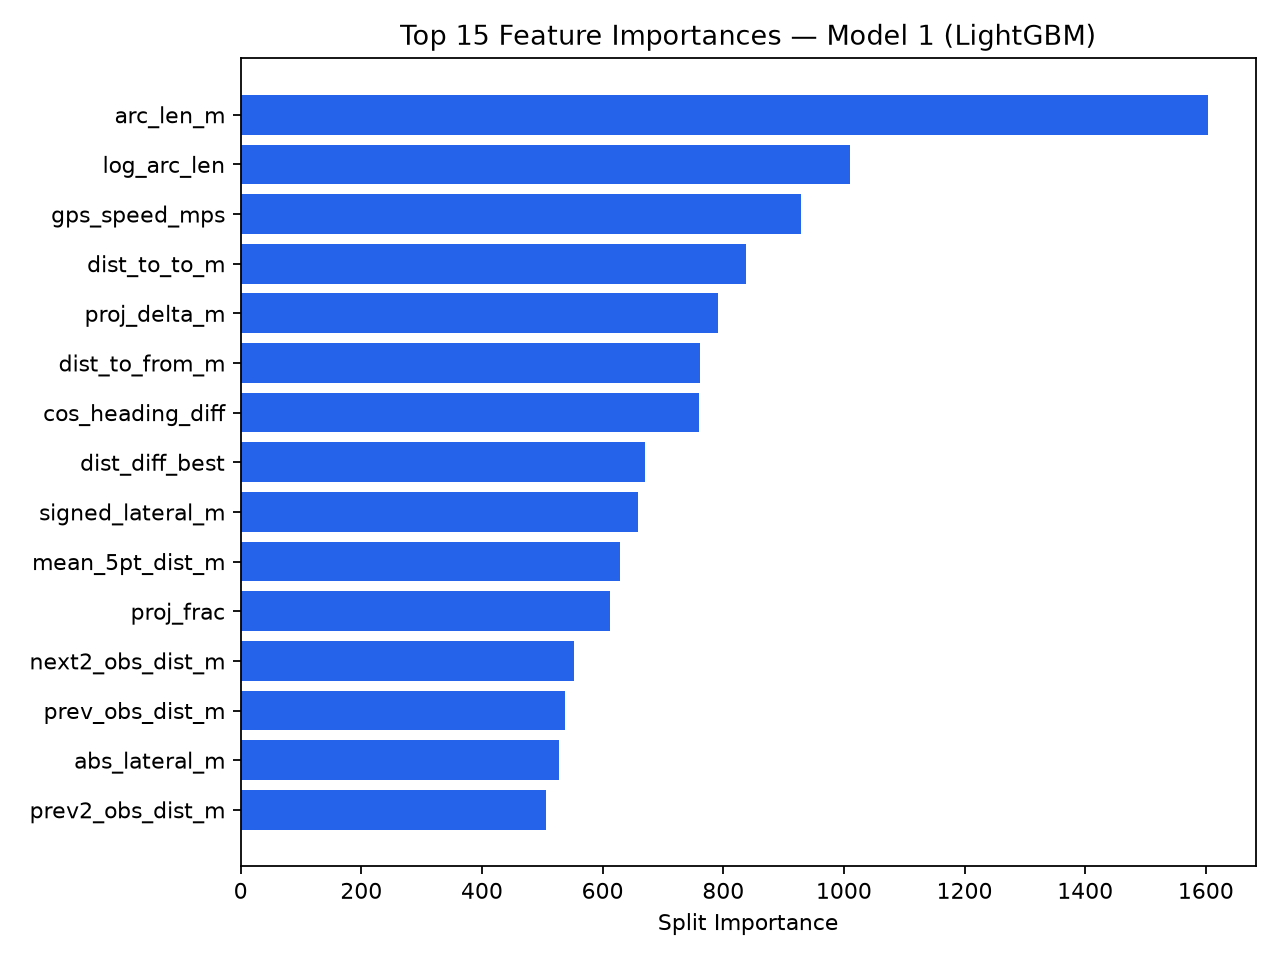 Top 15 Feature Importances — Model 1 (LightGBM)
arc_len_m
log_arc_len
gps_speed_mps
dist_to_to_m
proj_delta_m
dist_to_from_m
cos_heading_diff
dist_diff_best
signed_lateral_m
mean_5pt_dist_m
proj_frac
next2_obs_dist_m
prev_obs_dist_m
abs_lateral_m
prev2_obs_dist_m
0 200 400 600 800 1000 1200 1400 1600
Split Importance